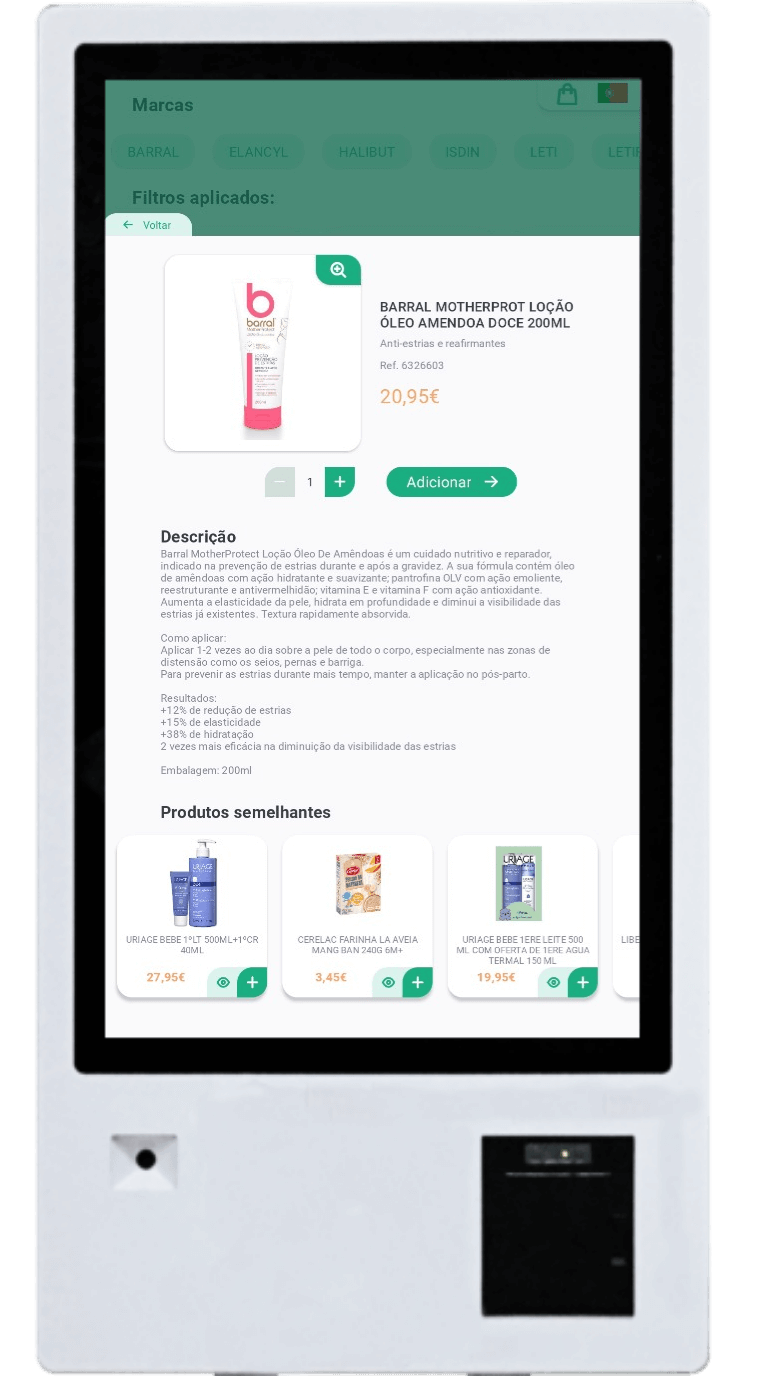 Marcas
BARRAL ELANCYL HALIBUT ISDIN LETI
Filtros aplicados:
Voltar
barral
BARRAL MOTHERPROT LOÇÃO
ÓLEO AMENDOA DOCE 200ML
Anti-estrias e reafirmantes
Ref. 6326603
20,95€
1
Adicionar
Descrição
Barral MotherProtect Loção Óleo De Amêndoas é um cuidado nutritivo e reparador,
indicado na prevenção de estrias durante e após a gravidez. A sua fórmula contém óleo
de amêndoas com ação hidratante e suavizante; pantrofina OLV com ação emoliente,
reestruturante e antivermelhidão; vitamina E e vitamina F com ação antioxidante.
Aumenta a elasticidade da pele, hidrata em profundidade e diminui a visibilidade das
estrias já existentes. Textura rapidamente absorvida.
Como aplicar:
Aplicar 1-2 vezes ao dia sobre a pele de todo o corpo, especialmente nas zonas de
distensão como os seios, pernas e barriga.
Para prevenir as estrias durante mais tempo, manter a aplicação no pós-parto.
Resultados:
+12% de redução de estrias
+15% de elasticidade
+38% de hidratação
2 vezes mais eficácia na diminuição da visibilidade das estrias
Embalagem: 200ml
Produtos semelhantes
URIAGE
URIAGE
URIAGE BEBE 1ºLT 500ML+1ºCR
40ML
27,95€
CERELAC FARINHA LA AVEIA
MANG BAN 240G 6M+
3,45€
URIAGE BEBE 1ERE LEITE 500
ML COM OFERTA DE 1ERE AGUA
TERMAL 150 ML
19,95€